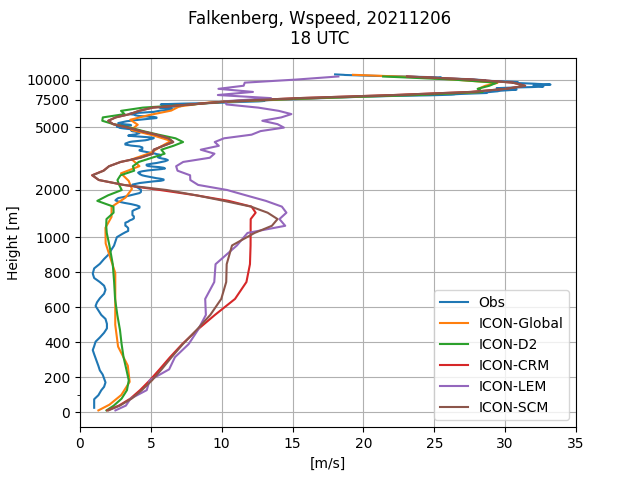 Falkenberg, Wspeed, 20211206
18 UTC
Height [m]
10000
7500
5000
2000
1000
800
600
400
200
0
0 5 10 15 20 25 30 35
[m/s]
Obs
ICON-Global
ICON-D2
ICON-CRM
ICON-LEM
ICON-SCM